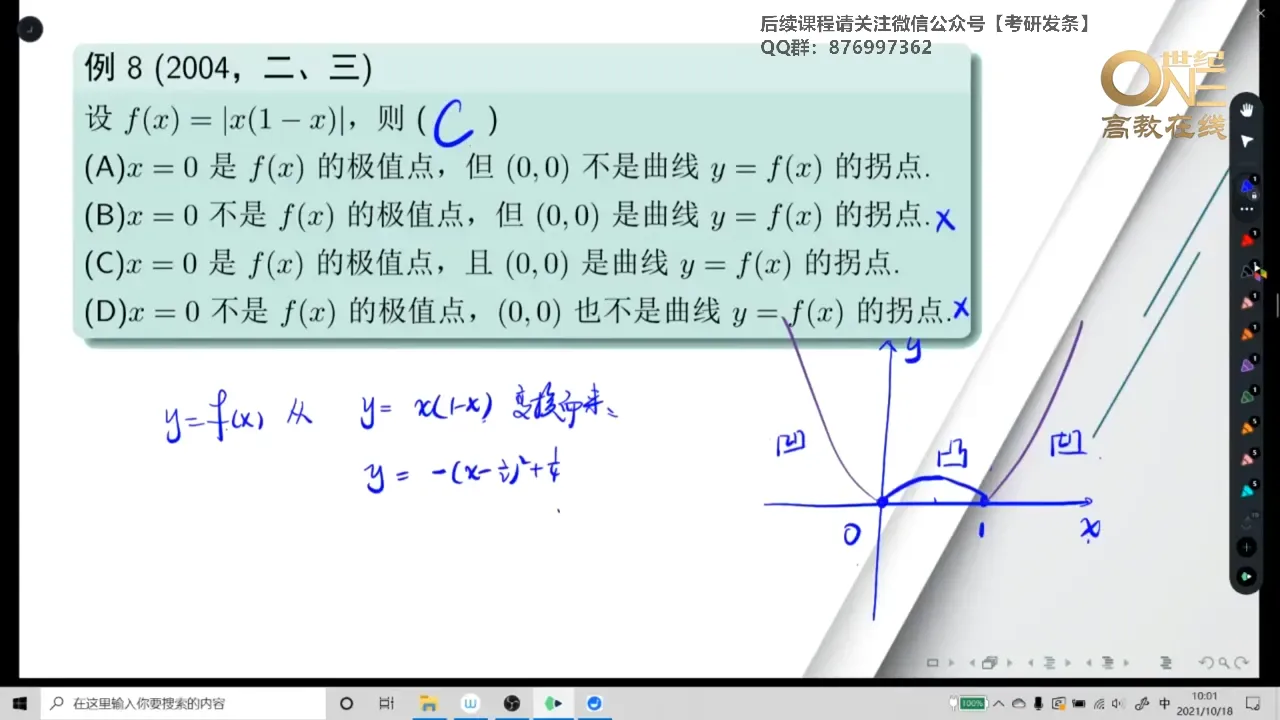 后续课程请关注微信公众号【考研发条】
QQ群：876997362
世纪
ONE
高教在线
例 8 (2004，二、三)
设 f(x) = |x(1 − x)|，则 ( C )
(A)x = 0 是 f(x) 的极值点，但 (0, 0) 不是曲线 y = f(x) 的拐点.
(B)x = 0 不是 f(x) 的极值点，但 (0, 0) 是曲线 y = f(x) 的拐点. ×
(C)x = 0 是 f(x) 的极值点，且 (0, 0) 是曲线 y = f(x) 的拐点.
(D)x = 0 不是 f(x) 的极值点，(0, 0) 也不是曲线 y = f(x) 的拐点. ×
y
y = f(x) 从 y = x(1-x) 变换而来、
凹 凸 凹
y = -(x-½)²+¼
0 1 x
在这里输入你要搜索的内容
100%
中
10:01
2021/10/18